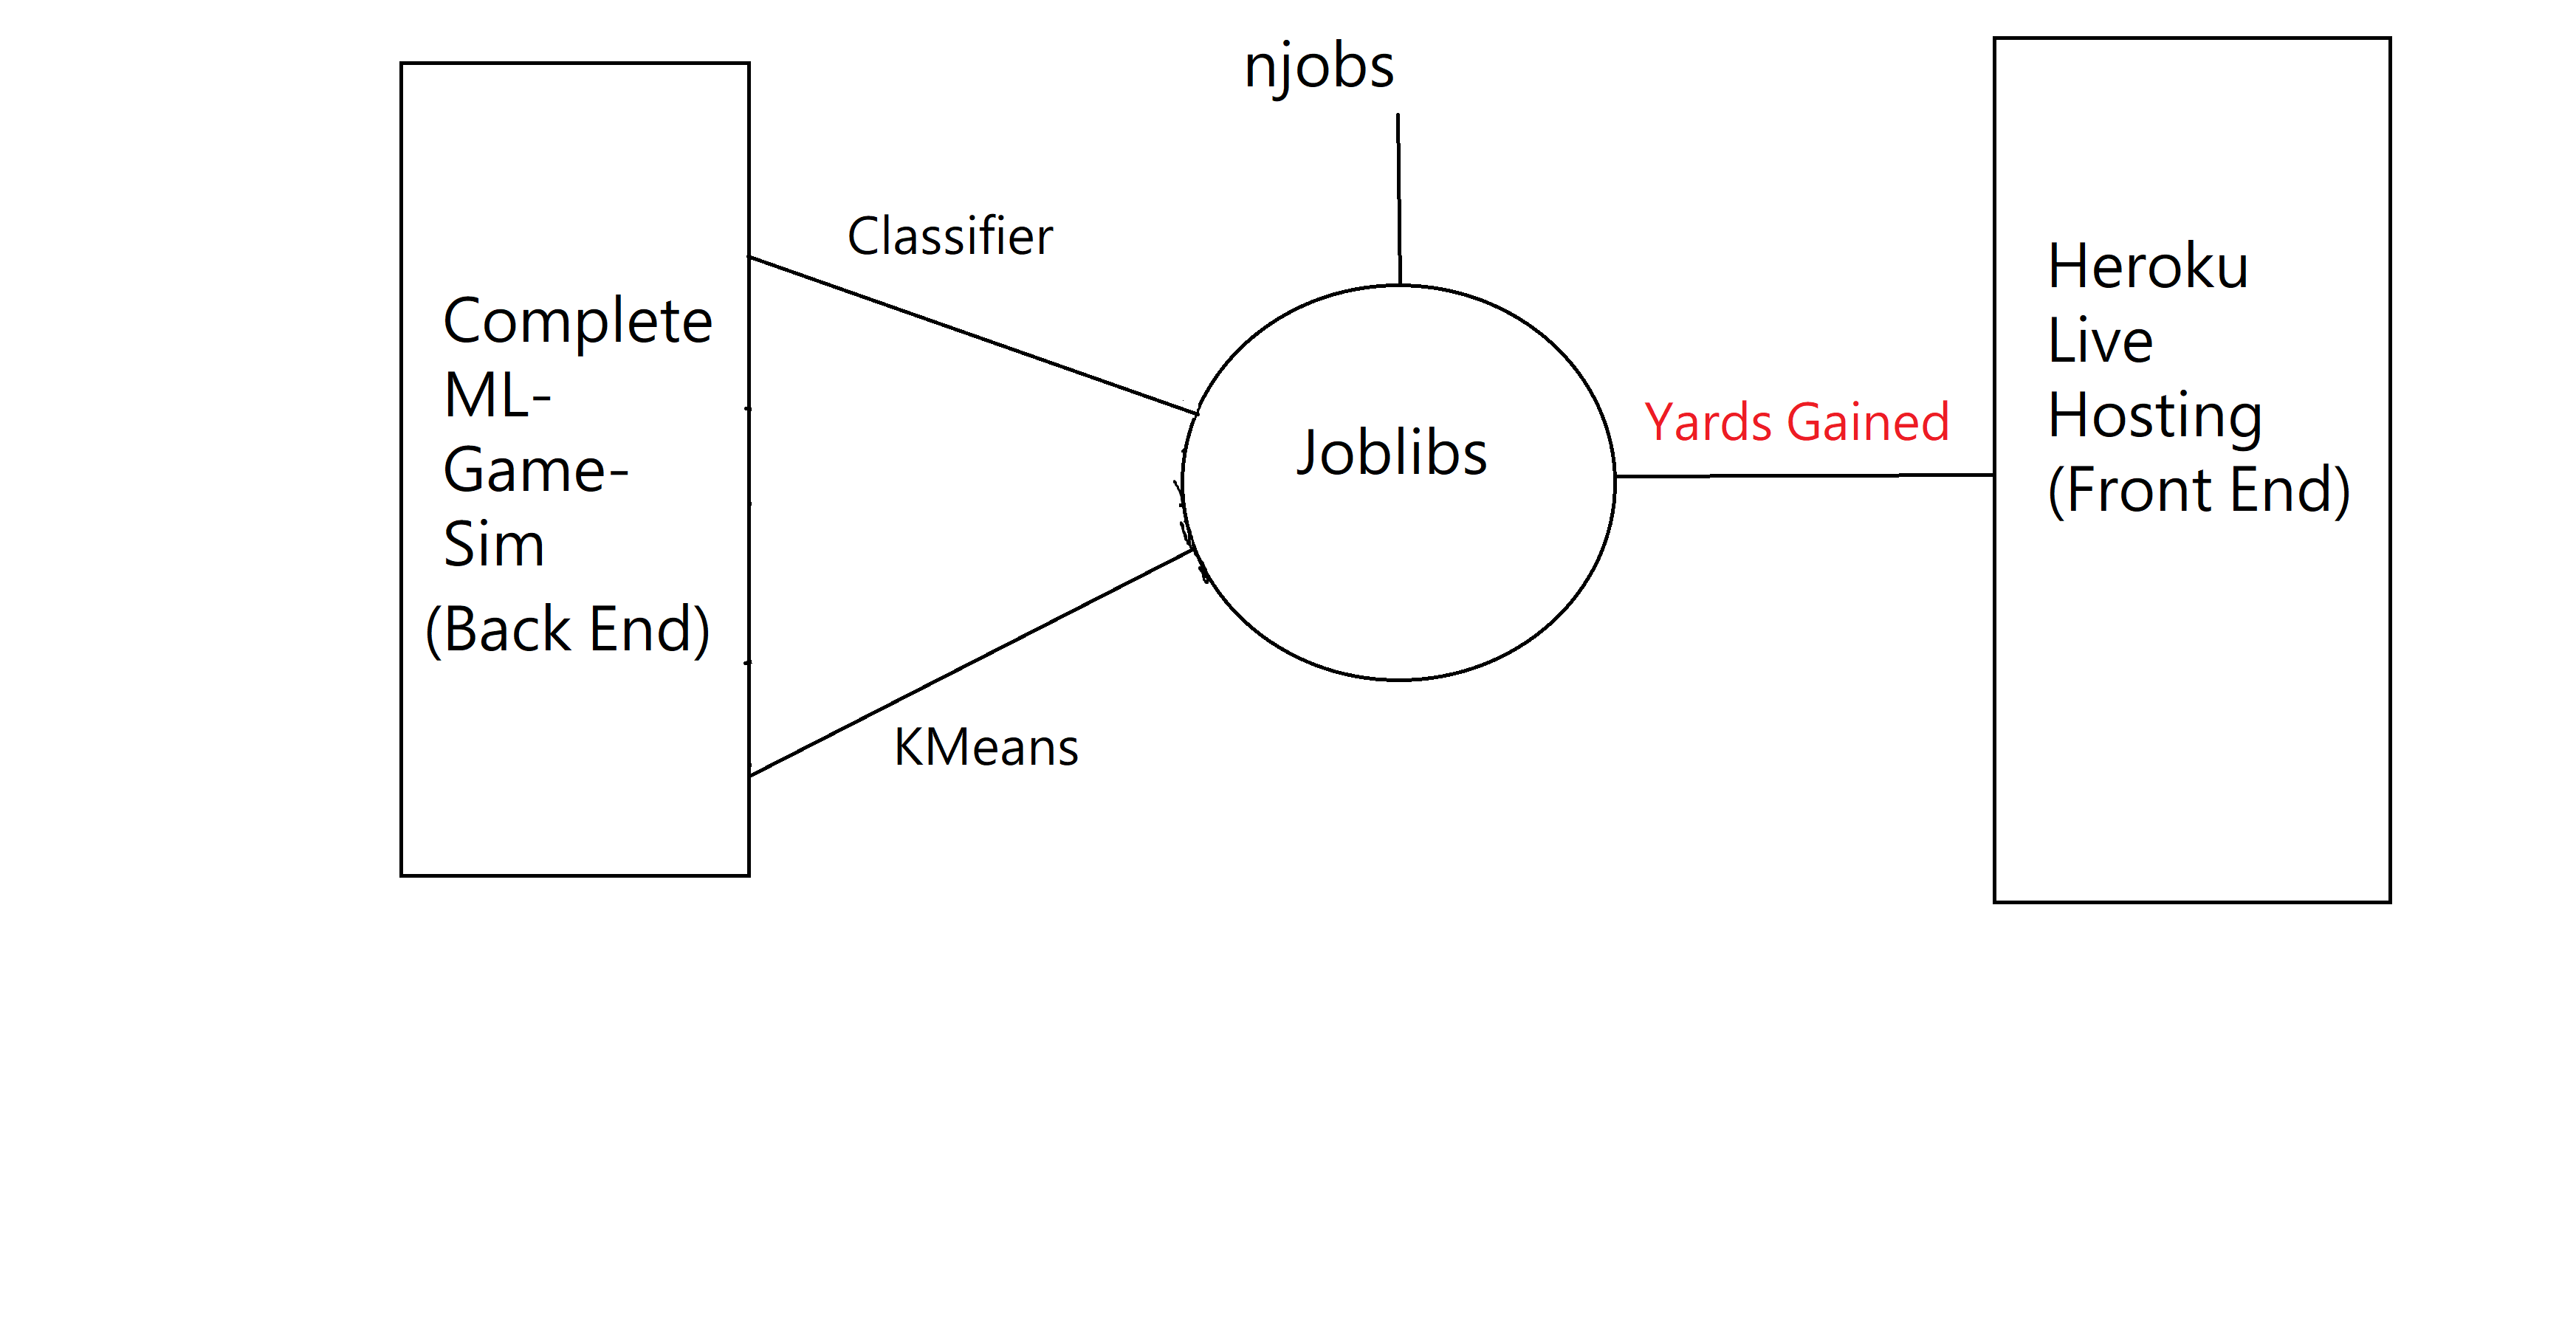 njobs
Classifier
Complete
ML-
Game-
Sim
(Back End)
KMeans
Joblibs
Yards Gained
Heroku
Live
Hosting
(Front End)